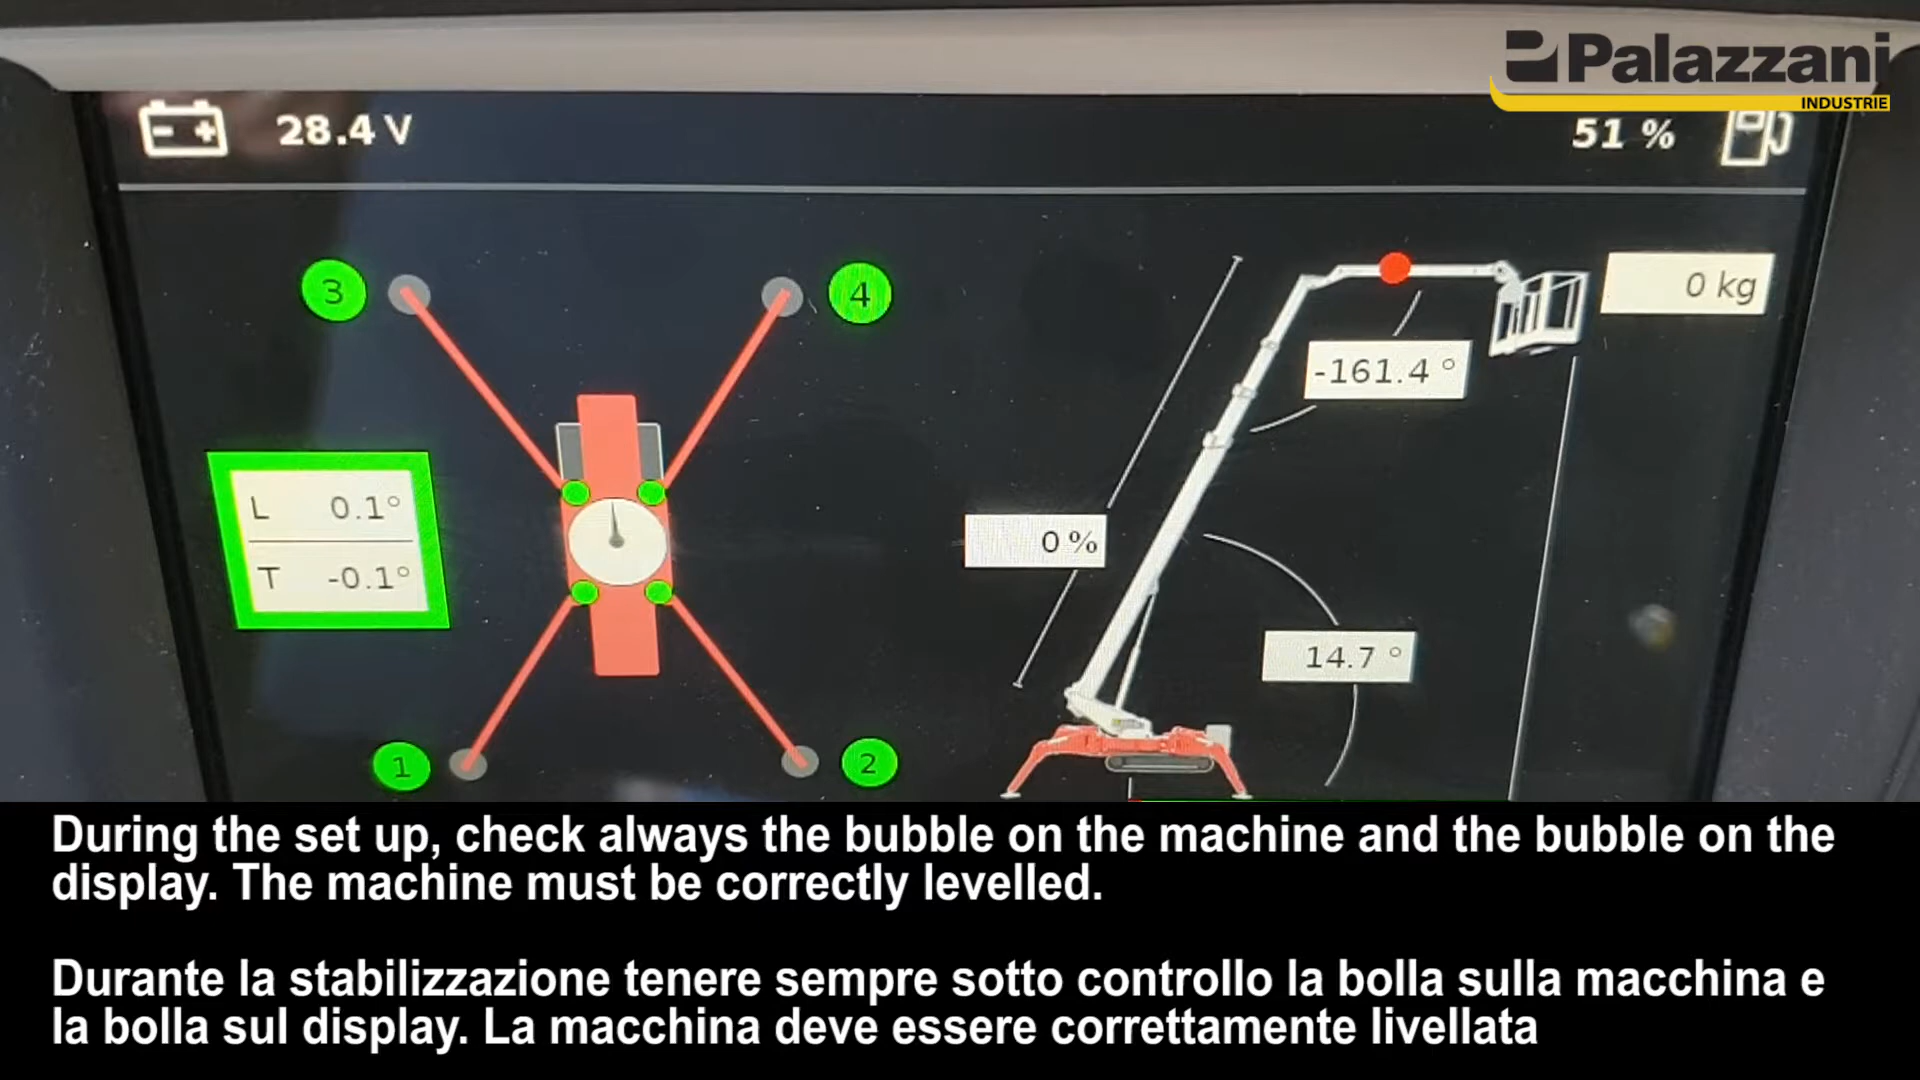 Palazzani
INDUSTRIE
28.4 V
51 %
3
4
0 kg
-161.4 °
L 0.1°
T -0.1°
0 %
14.7 °
1
2
During the set up, check always the bubble on the machine and the bubble on the
display. The machine must be correctly levelled.
Durante la stabilizzazione tenere sempre sotto controllo la bolla sulla macchina e
la bolla sul display. La macchina deve essere correttamente livellata